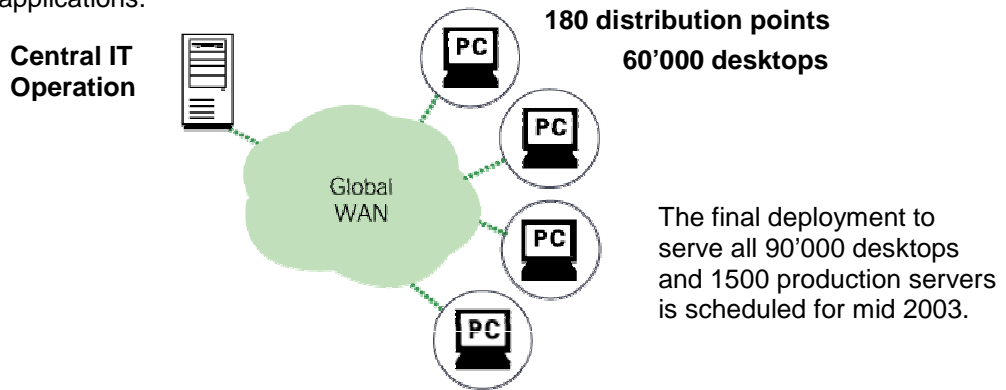 applications.
180 distribution points
60’000 desktops
Central IT
Operation
PC
PC
Global
WAN
PC
PC
The final deployment to
serve all 90’000 desktops
and 1500 production servers
is scheduled for mid 2003.